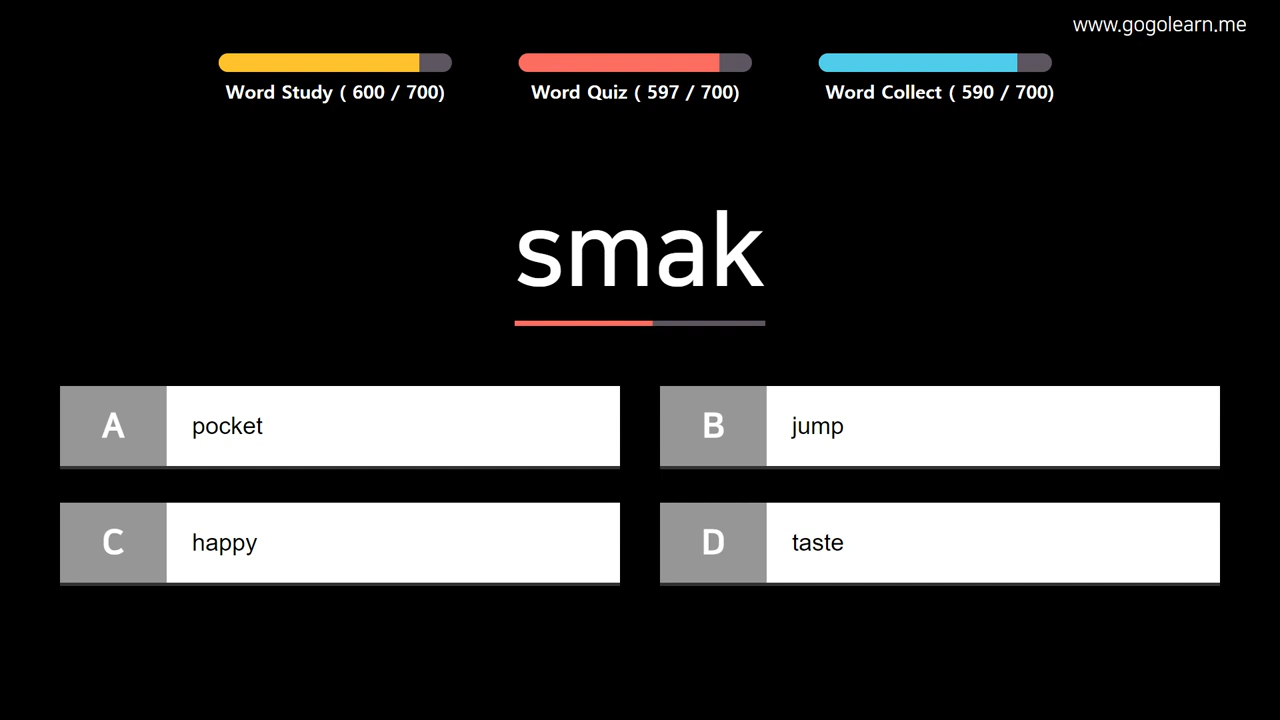 www.gogolearn.me
Word Study ( 600 / 700)
Word Quiz ( 597 / 700)
Word Collect ( 590 / 700)
smak
A pocket
B jump
C happy
D taste